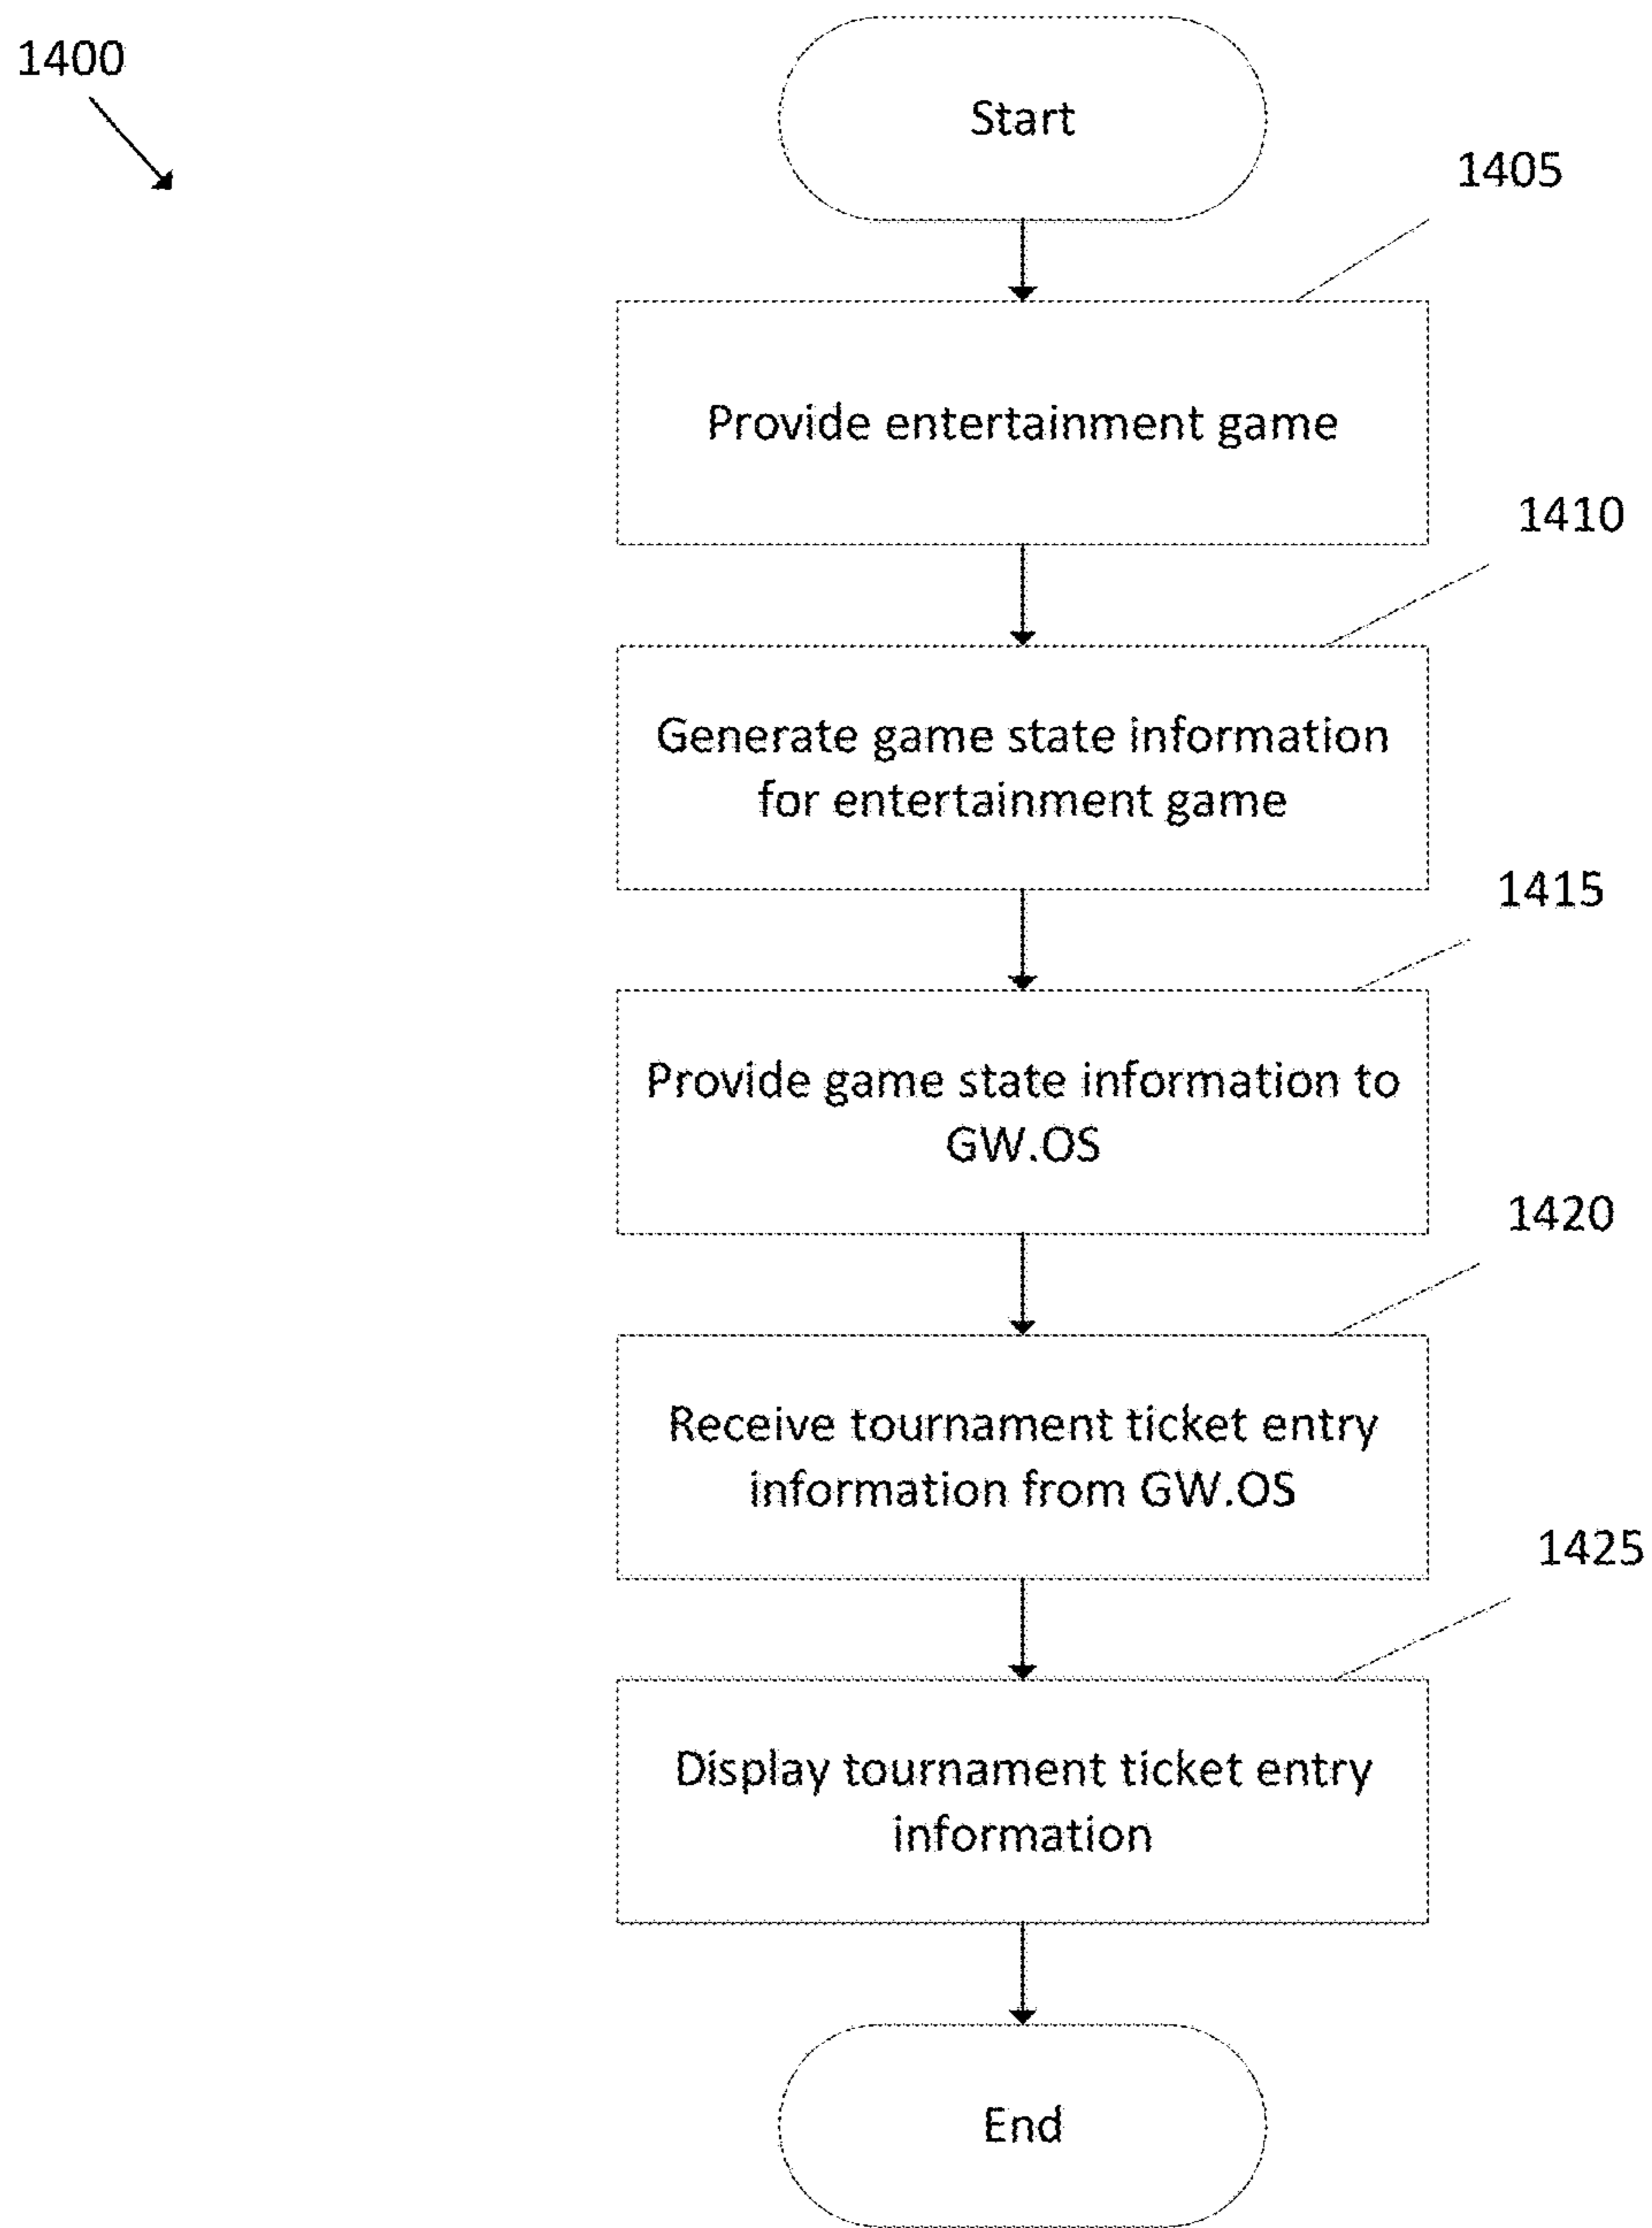 1400
Start
1405
Provide entertainment game
1410
Generate game state information
for entertainment game
1415
Provide game state information to
GW.OS
1420
Receive tournament ticket entry
information from GW.OS
1425
Display tournament ticket entry
information
End